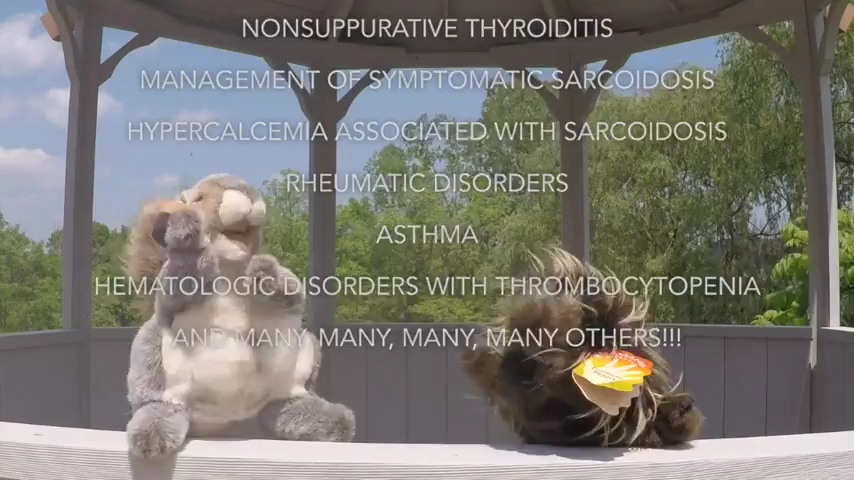 NONSUPPURATIVE THYROIDITIS
MANAGEMENT OF SYMPTOMATIC SARCOIDOSIS
HYPERCALCEMIA ASSOCIATED WITH SARCOIDOSIS
RHEUMATIC DISORDERS
ASTHMA
HEMATOLOGIC DISORDERS WITH THROMBOCYTOPENIA
AND MANY, MANY, MANY, MANY OTHERS!!!